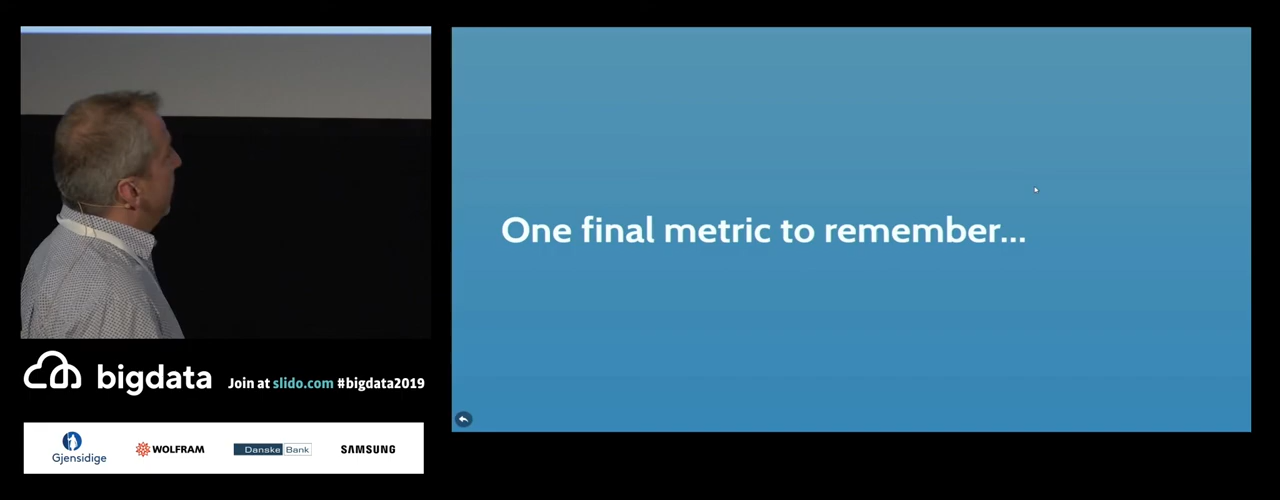 One final metric to remember...
bigdata
Join at slido.com #bigdata2019
Gjensidige
WOLFRAM
Danske Bank
SAMSUNG